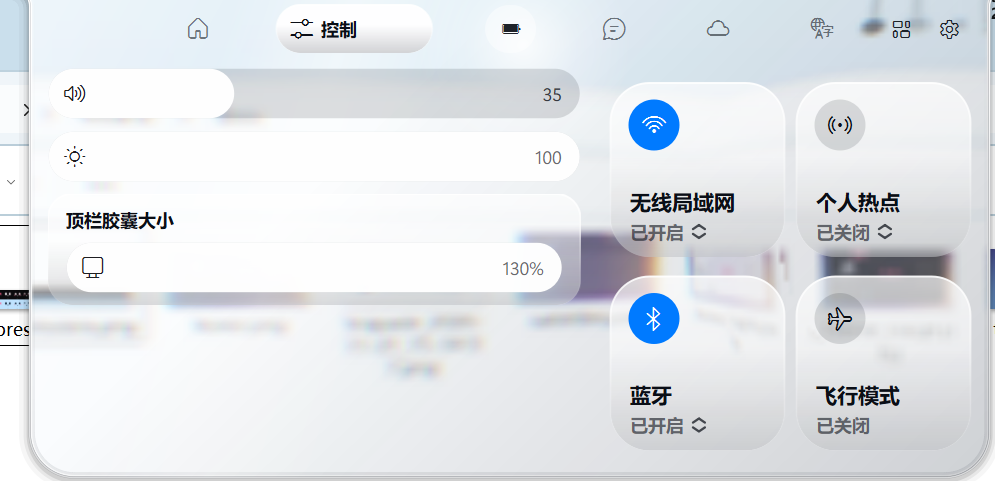 控制
35
100
顶栏胶囊大小
130%
无线局域网
已开启
个人热点
已关闭
蓝牙
已开启
飞行模式
已关闭